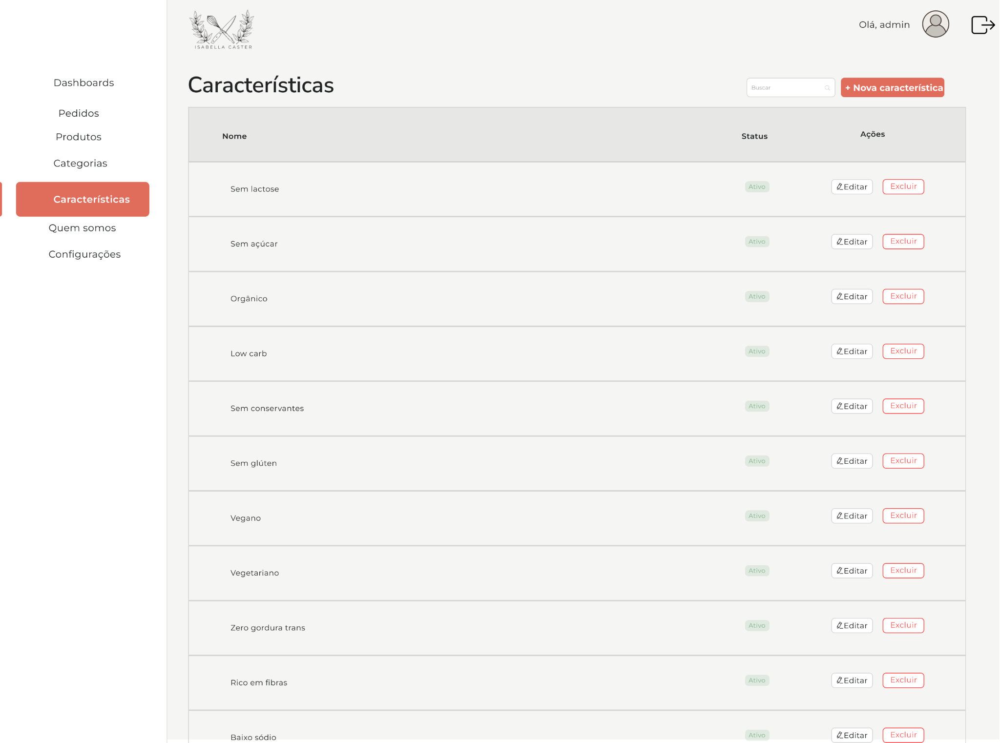 ISABELLA CASTER
Olá, admin
Dashboards
Pedidos
Produtos
Categorias
Características
Quem somos
Configurações
Características
Buscar
+ Nova característica
Nome Status Ações
Sem lactose Ativo Editar Excluir
Sem açúcar Ativo Editar Excluir
Orgânico Ativo Editar Excluir
Low carb Ativo Editar Excluir
Sem conservantes Ativo Editar Excluir
Sem glúten Ativo Editar Excluir
Vegano Ativo Editar Excluir
Vegetariano Ativo Editar Excluir
Zero gordura trans Ativo Editar Excluir
Rico em fibras Ativo Editar Excluir
Baixo sódio Ativo Editar Excluir